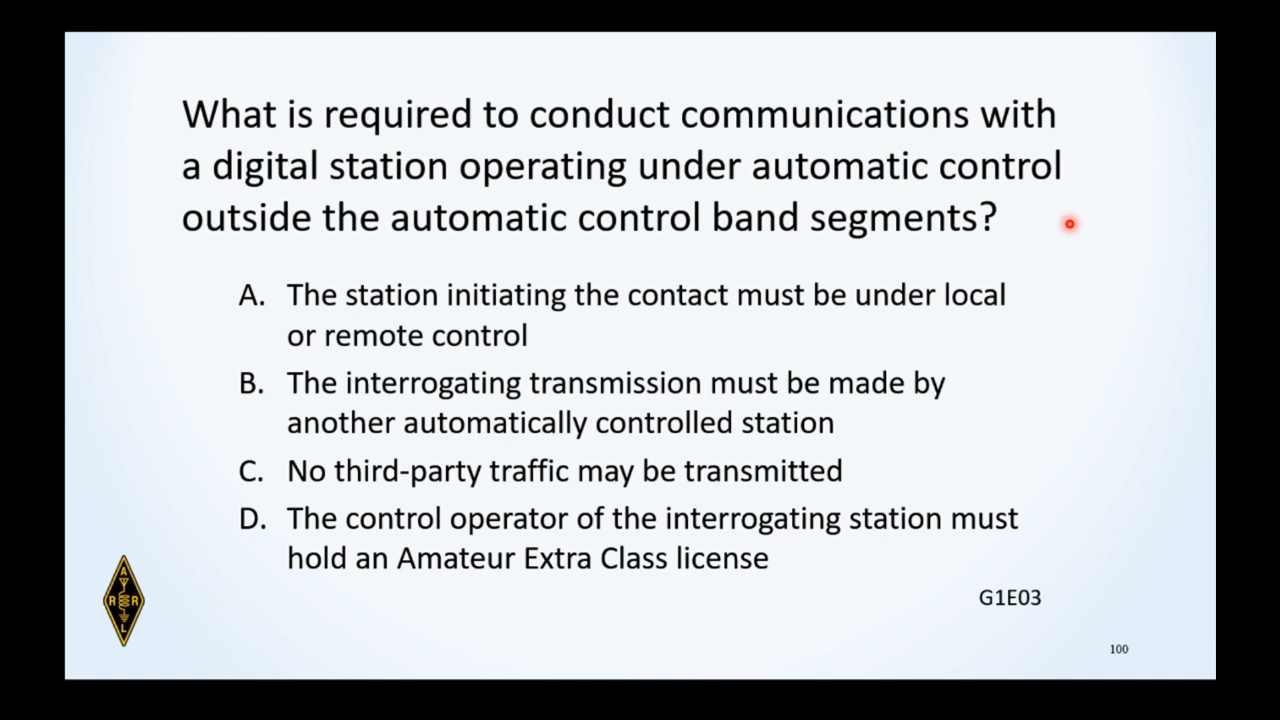 What is required to conduct communications with
a digital station operating under automatic control
outside the automatic control band segments?
A. The station initiating the contact must be under local
or remote control
B. The interrogating transmission must be made by
another automatically controlled station
C. No third-party traffic may be transmitted
D. The control operator of the interrogating station must
hold an Amateur Extra Class license
G1E03
A
R R
L
100